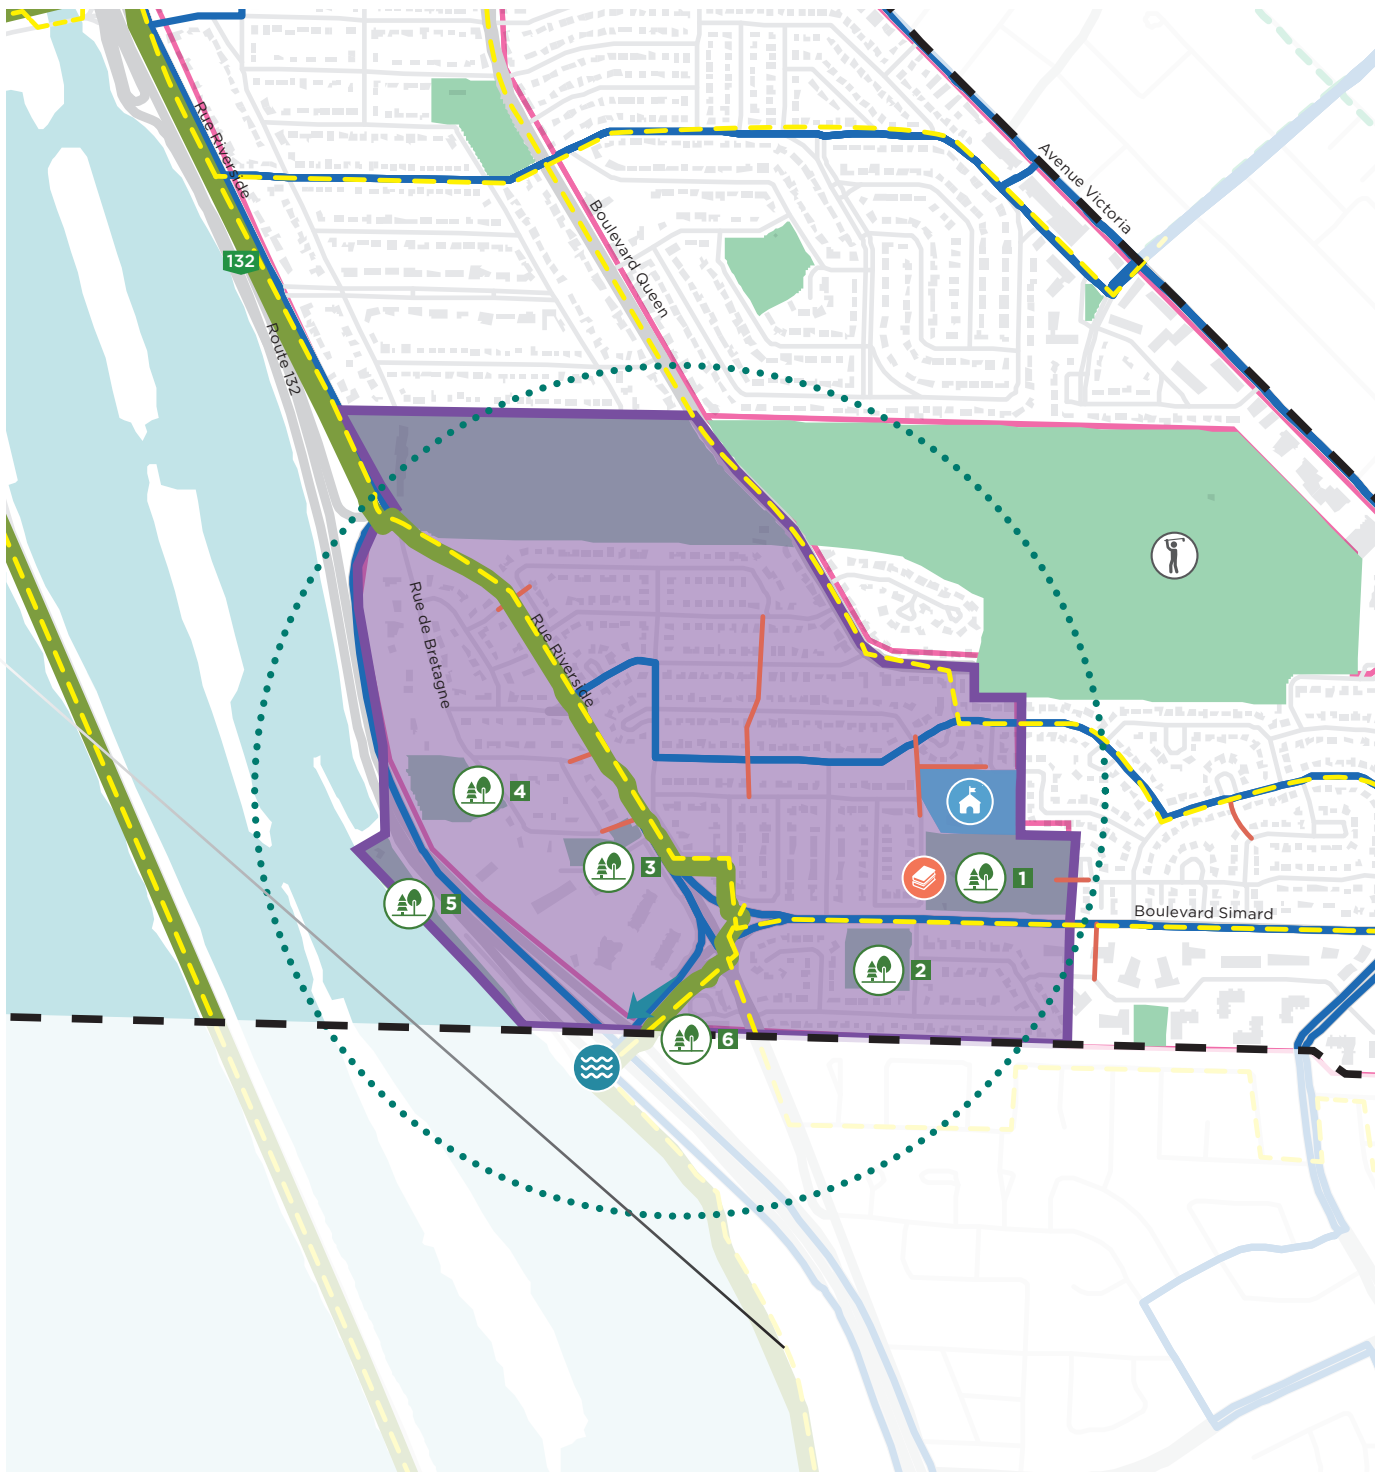 Rue Riverside
Avenue Victoria
Boulevard Queen
132
Route 132
Rue de Bretagne
Rue Riverside
4
3
1
5
Boulevard Simard
2
6